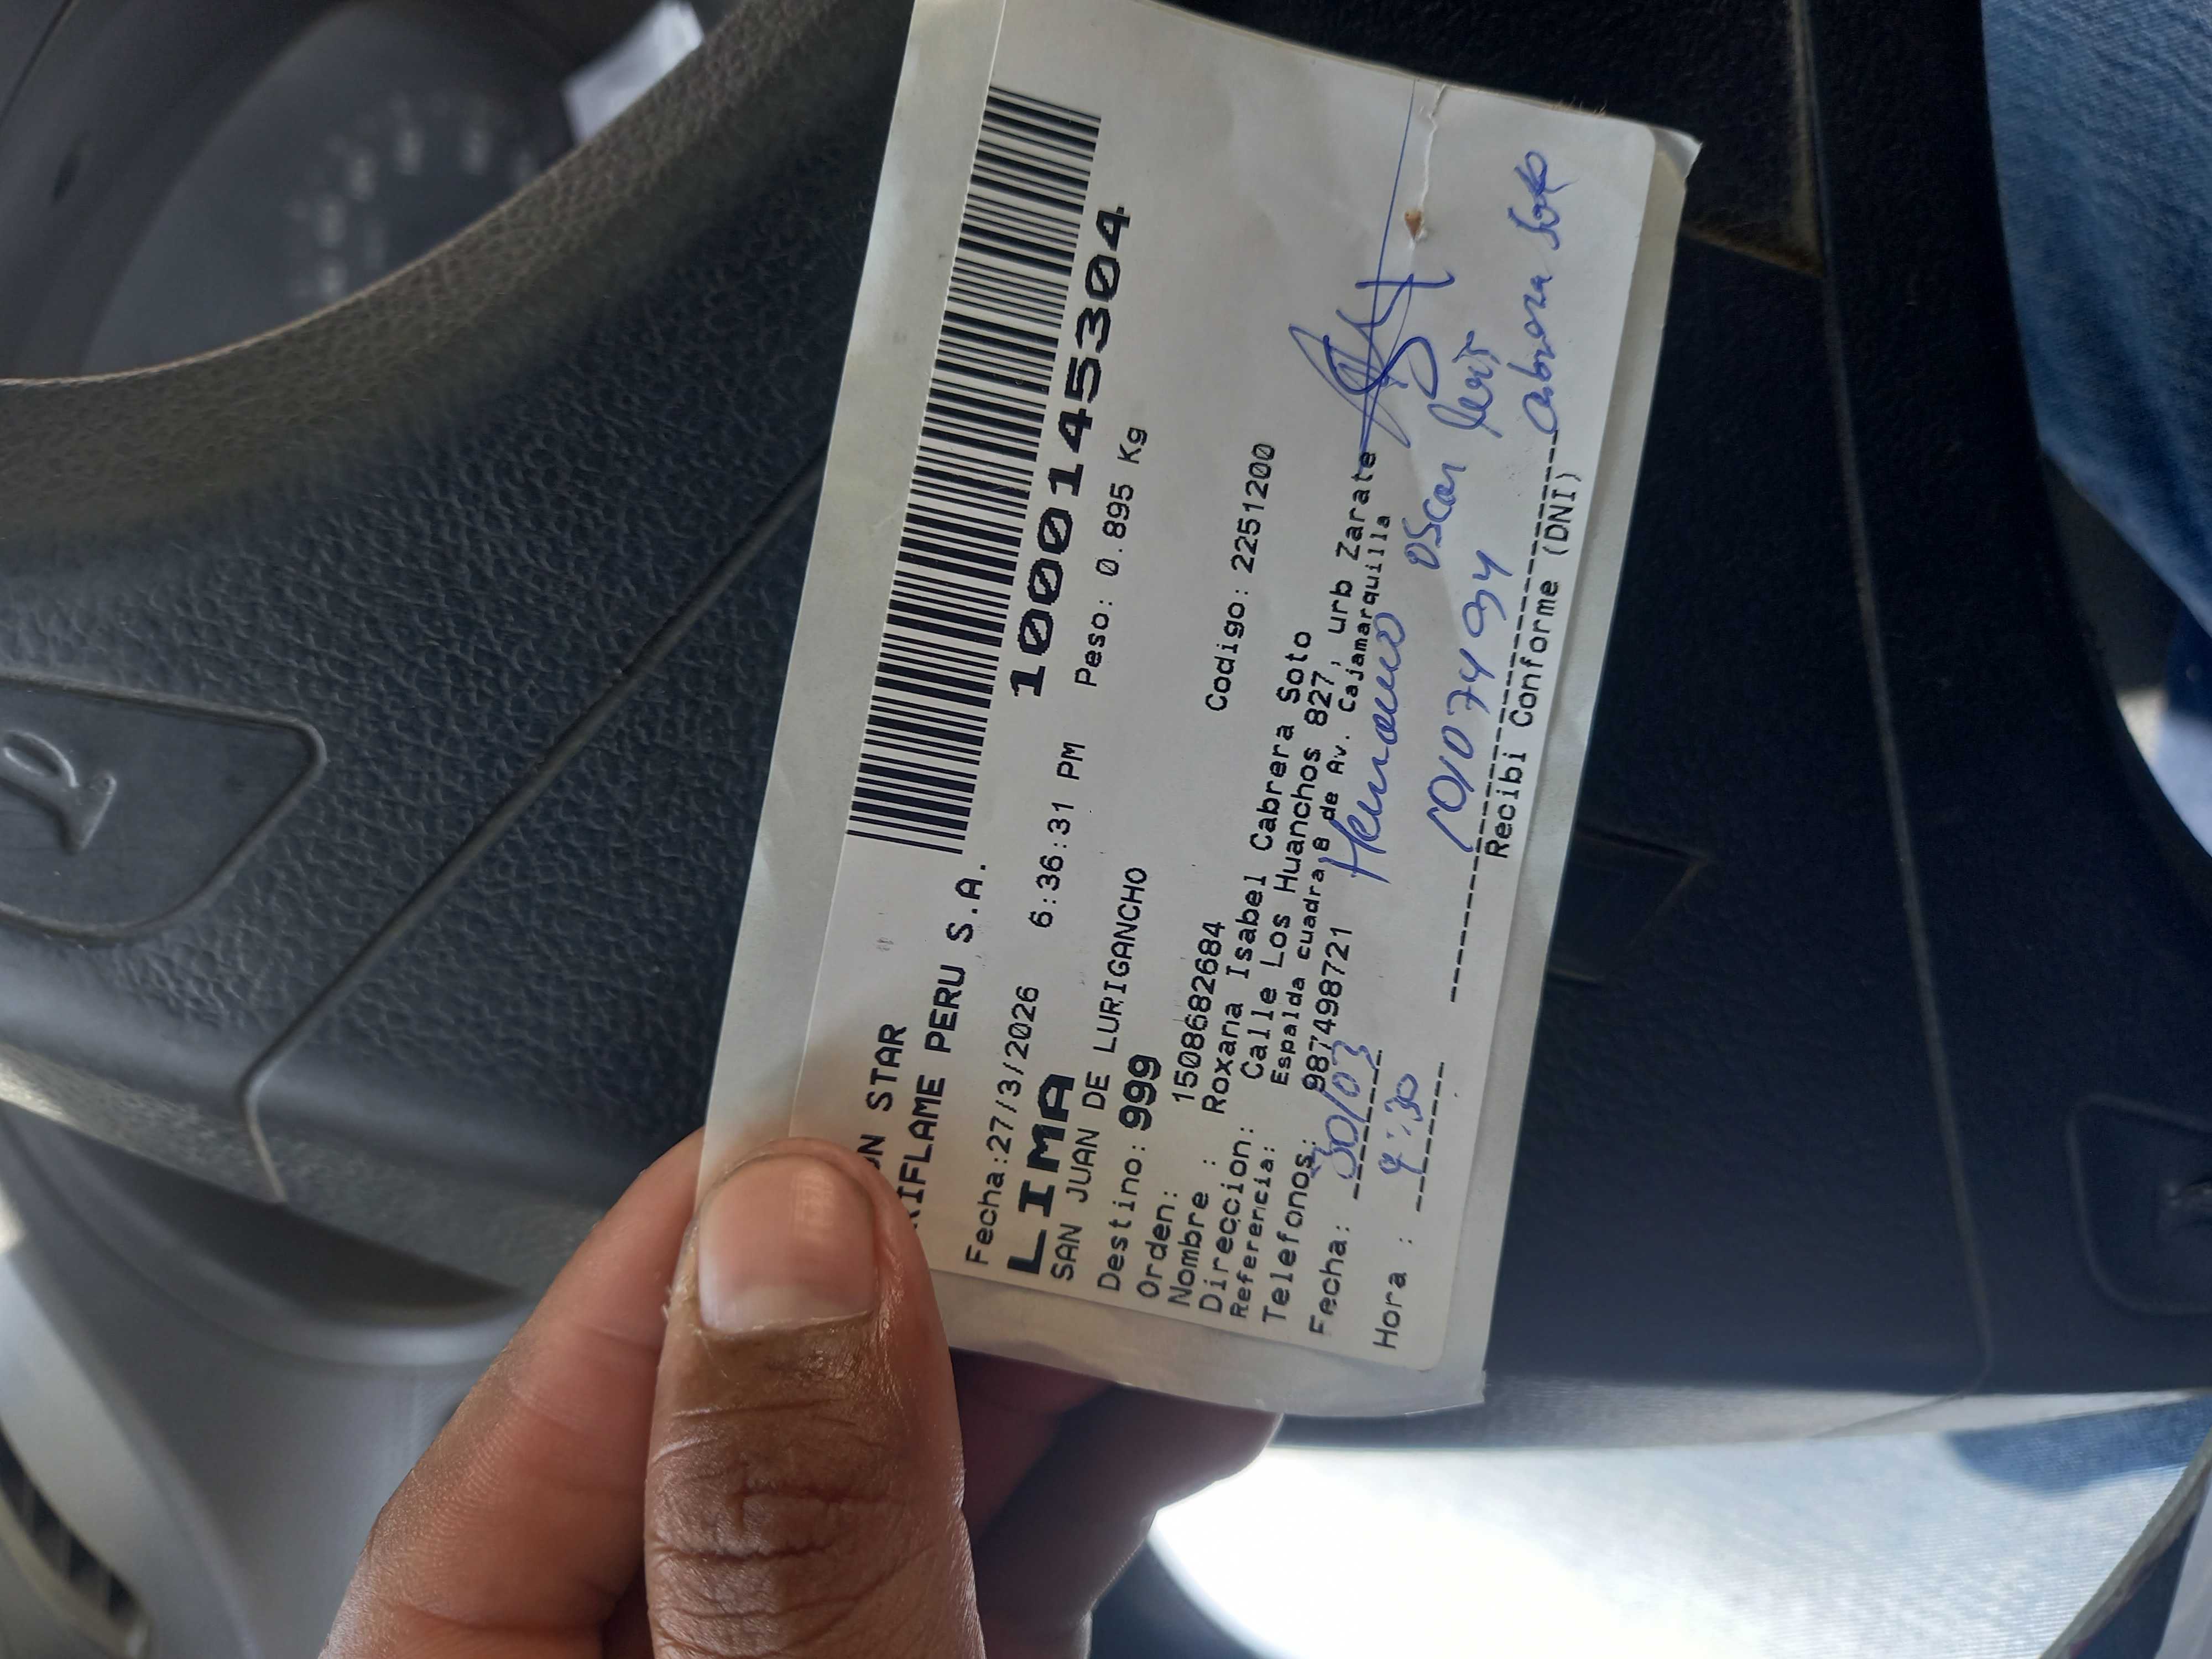 ON STAR
RIFLAME PERU S.A.
Fecha:27/3/2026 6:36:31 PM
1000145304
LIMA
Peso: 0.895 Kg
SAN JUAN DE LURIGANCHO
Destino: 999
Orden: 1508682684 Codigo: 2251200
Nombre : Roxana Isabel Cabrera Soto
Direccion: Calle Los Huanchos 827, urb Zarate
Referencia: Espalda cuadra 8 de Av. Cajamarquilla
Telefonos: 987498721
Hermano
Oscar
Fecha: 30/03
Hora : 9:30
Recibi Conforme (DNI)